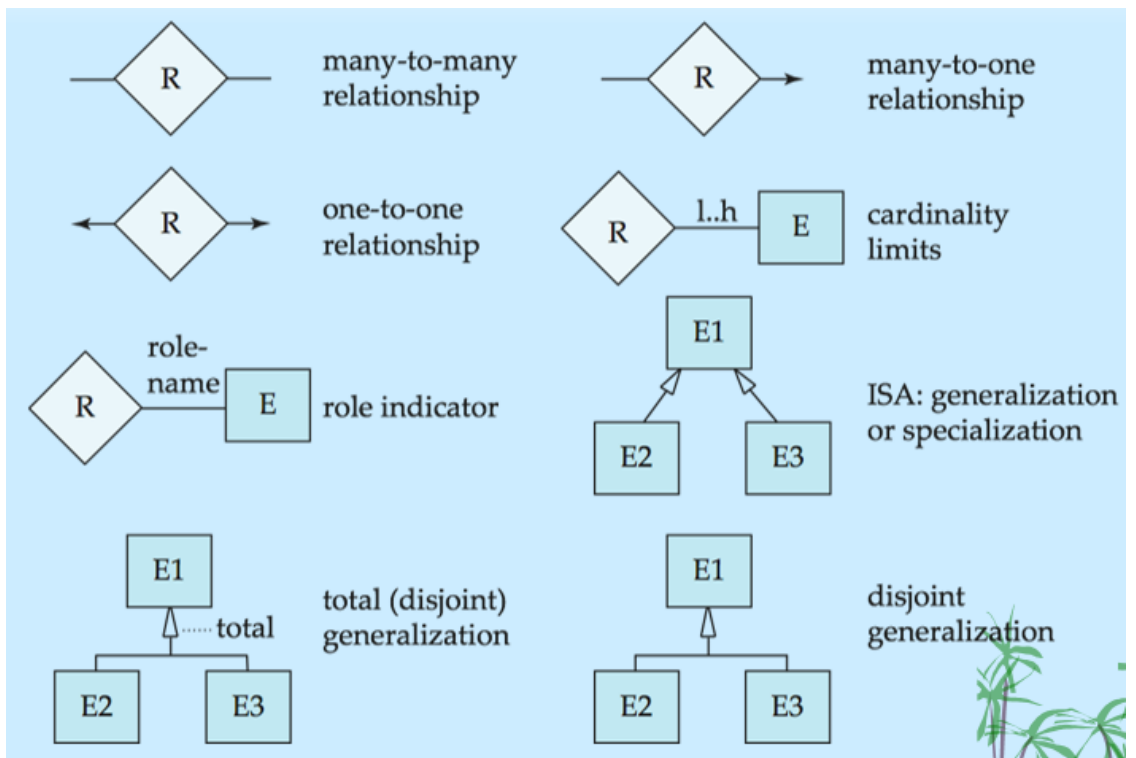 R
many-to-many
relationship
R
many-to-one
relationship
R
one-to-one
relationship
R
l..h
E
cardinality
limits
R
role-
name
E
role indicator
E1
E2
E3
ISA: generalization
or specialization
E1
total
E2
E3
total (disjoint)
generalization
E1
E2
E3
disjoint
generalization